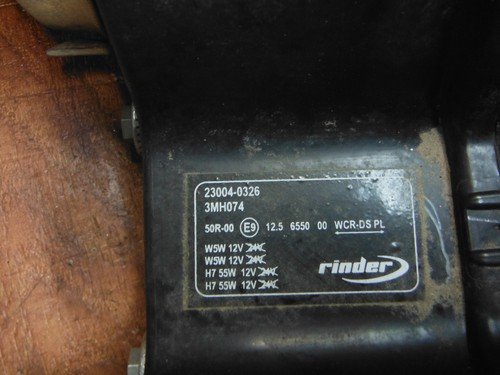 23004-0326
3MH074
50R-00 E9 12.5 6550 00 WCR-DS PL
W5W 12V
W5W 12V
H7 55W 12V
H7 55W 12V
rinder